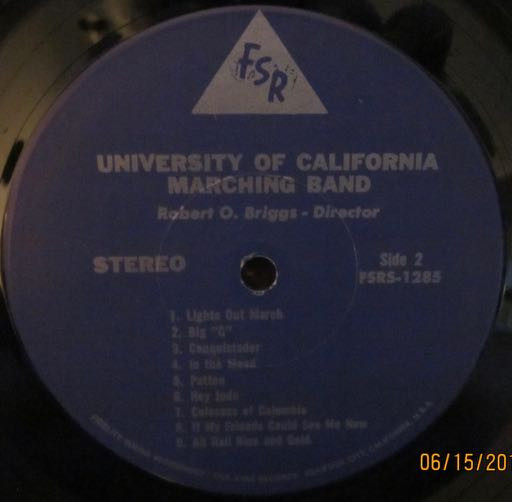 FSR
UNIVERSITY OF CALIFORNIA
MARCHING BAND
Robert O. Briggs - Director
STEREO
Side 2
FSRS-1285
1. Lights Out March
2. Big "C"
3. Conquistador
4. In the Mood
5. Patton
6. Hey Jude
7. Colossus of Columbia
8. If My Friends Could See Me Now
9. All Hail Blue and Gold
CALIFORNIA, U.S.A.
06/15/201